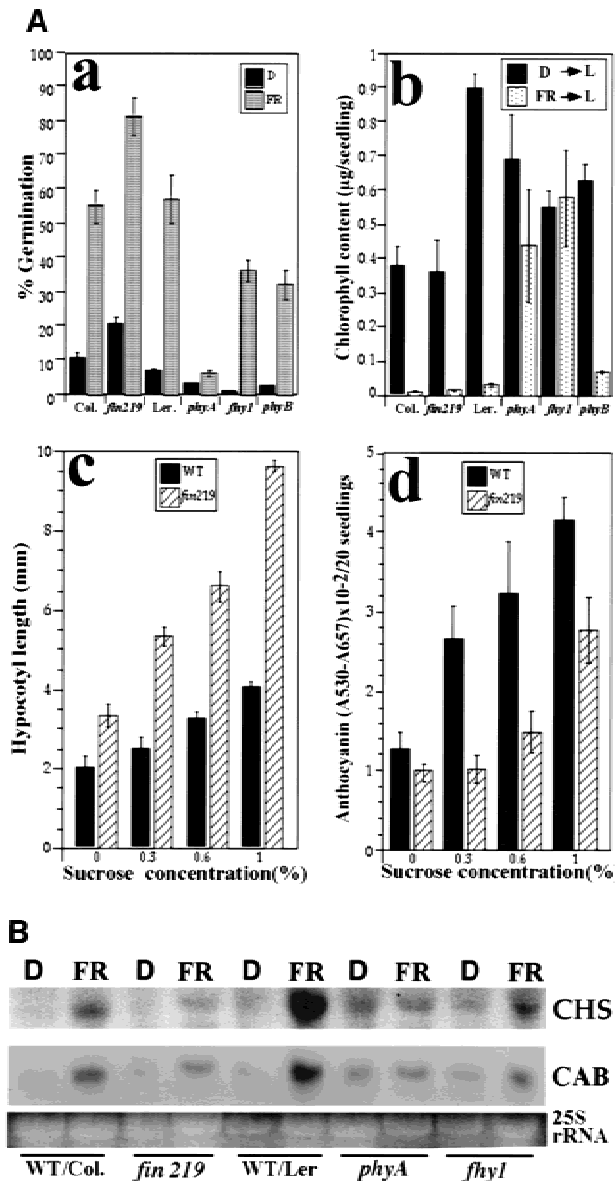 A
a
D
FR
% Germination
100
90
80
70
60
50
40
30
20
10
0
Col. fin219 Ler. phyA fhy1 phyB
b
D → L
FR → L
Chlorophyll content (µg/seedling)
1
0.9
0.8
0.7
0.6
0.5
0.4
0.3
0.2
0.1
0
Col. fin219 Ler. phyA fhy1 phyB
c
WT
fin219
Hypocotyl length (mm)
10
8
6
4
2
0
0 0.3 0.6 1
Sucrose concentration(%)
d
WT
fin219
Anthocyanin (A530-A657)x10-2/20 seedlings
5
4
3
2
1
0
0 0.3 0.6 1
Sucrose concentration(%)
B
D FR D FR D FR D FR D FR
CHS
CAB
25S
rRNA
WT/Col. fin 219 WT/Ler phyA fhy1